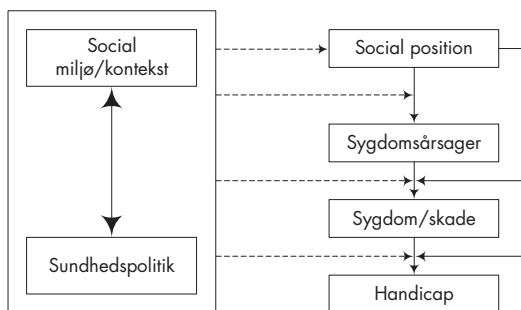 Social
miljø/kontekst
Sundhedspolitik
Social position
Sygdomsårsager
Sygdom/skade
Handicap